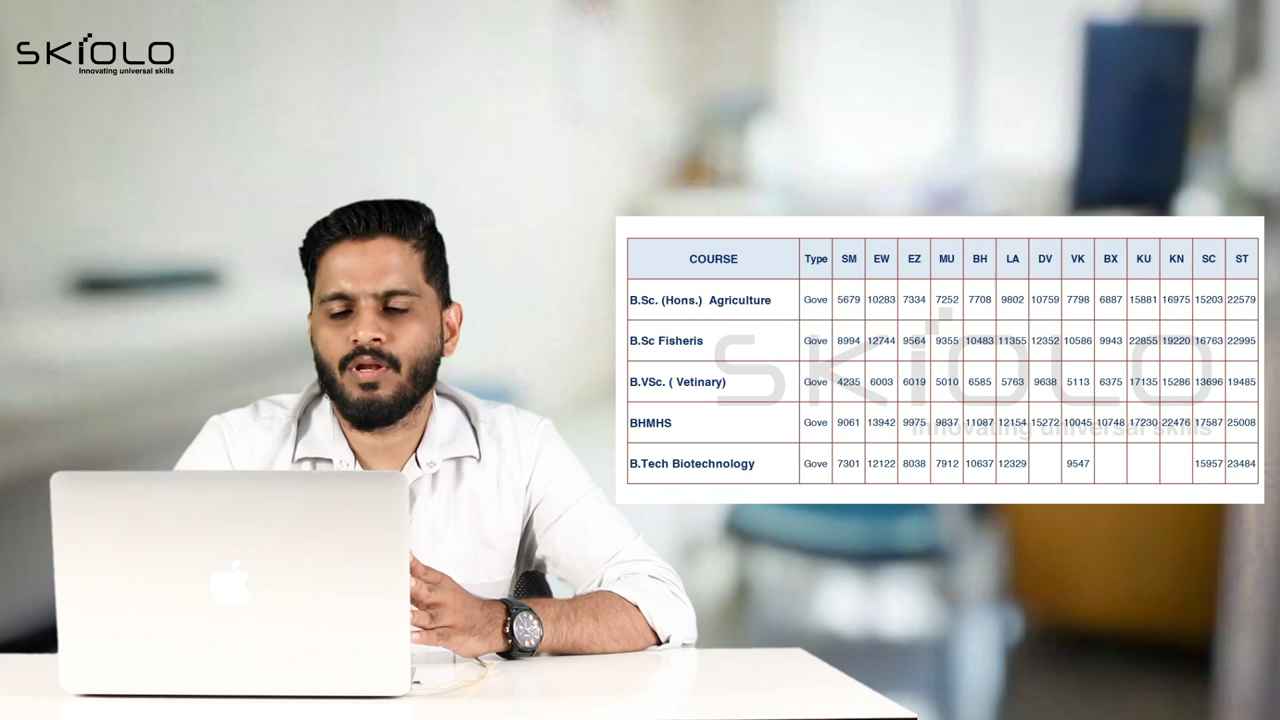 SKIOLO
Innovating universal skills
COURSE Type SM EW EZ MU BH LA DV VK BX KU KN SC ST
B.Sc. (Hons.) Agriculture Gove 5679 10283 7334 7252 7708 9802 10759 7798 6887 15881 16975 15203 22579
B.Sc Fisheris Gove 8994 12744 9564 9355 10483 11355 12352 10586 9943 22855 19220 16763 22995
B.VSc. ( Vetinary) Gove 4235 6003 6019 5010 6585 5763 9638 5113 6375 17135 15286 13696 19485
BHMHS Gove 9061 13942 9975 9837 11087 12154 15272 10045 10748 17230 22476 17587 25008
B.Tech Biotechnology Gove 7301 12122 8038 7912 10637 12329 9547 15957 23484
SKIOLO
Innovating universal skills